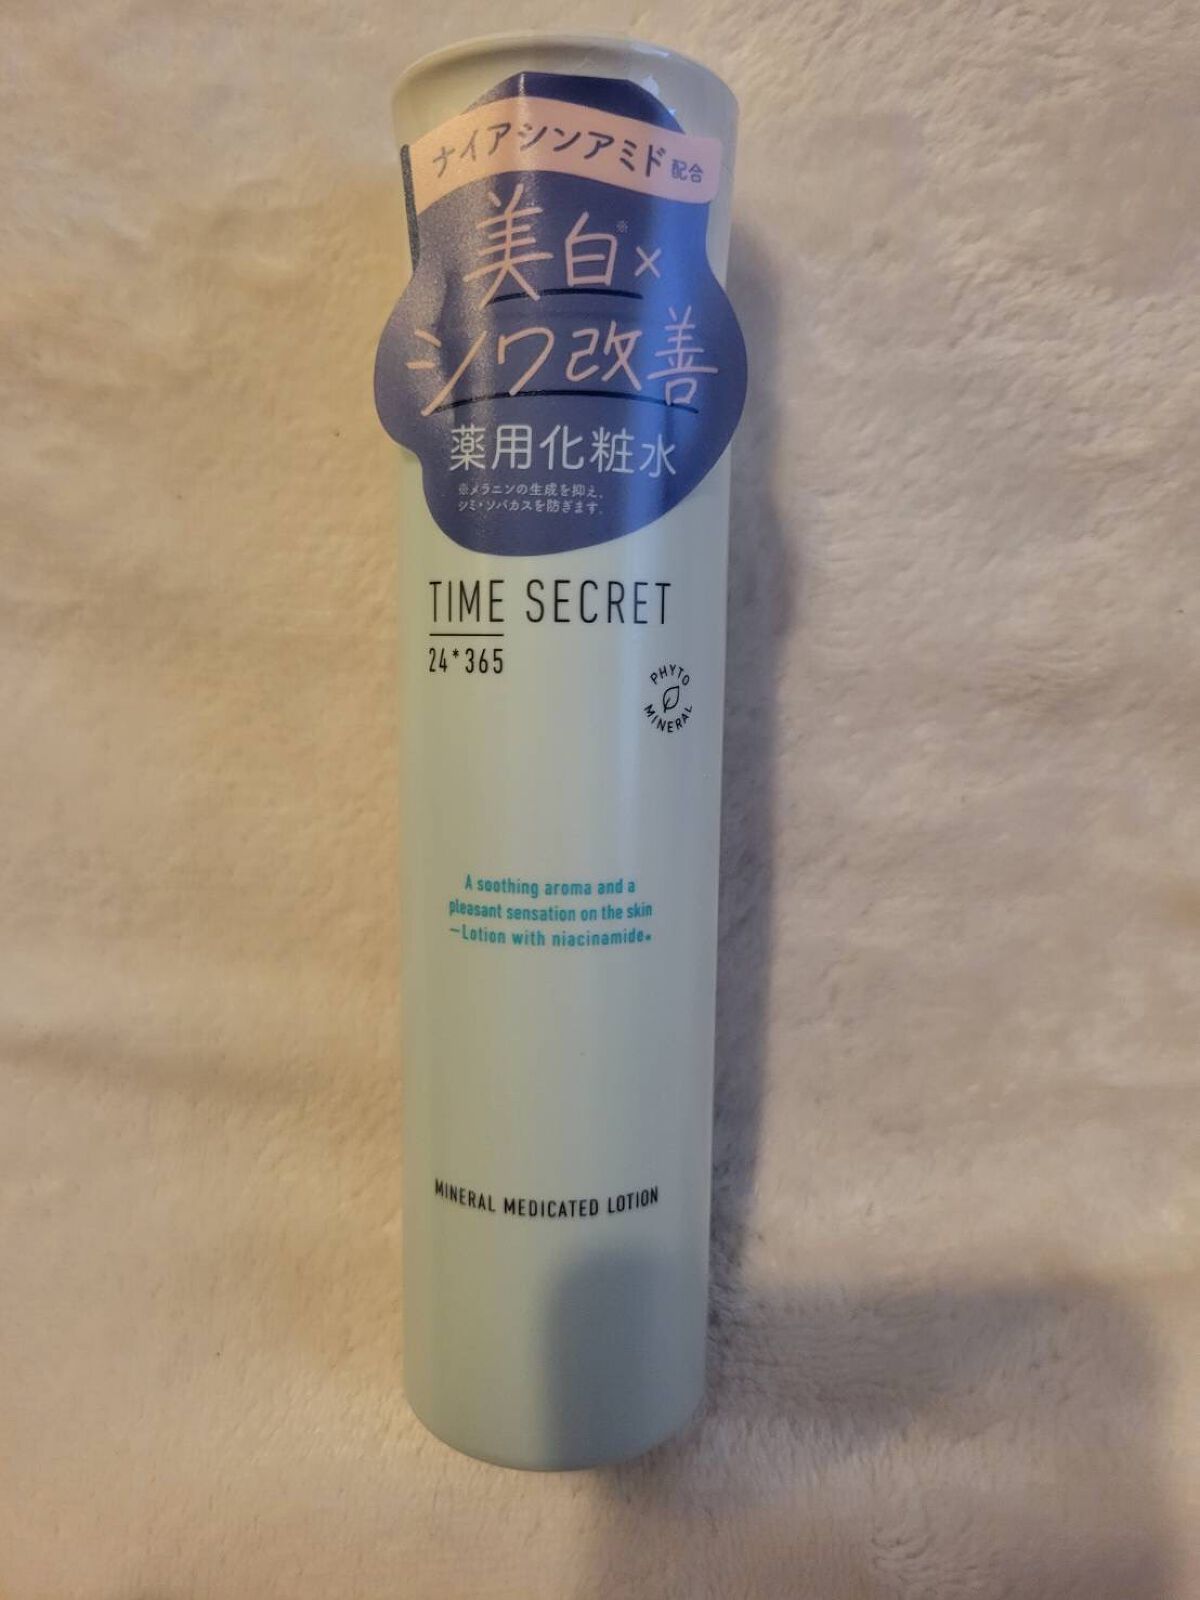 ナイアシンアミド配合
美白※×
シワ改善
薬用化粧水
※メラニンの生成を抑え、
シミ・ソバカスを防ぎます。
TIME SECRET
24*365
PHYTO
MINERAL
A soothing aroma and a
pleasant sensation on the skin
—Lotion with niacinamide.
MINERAL MEDICATED LOTION